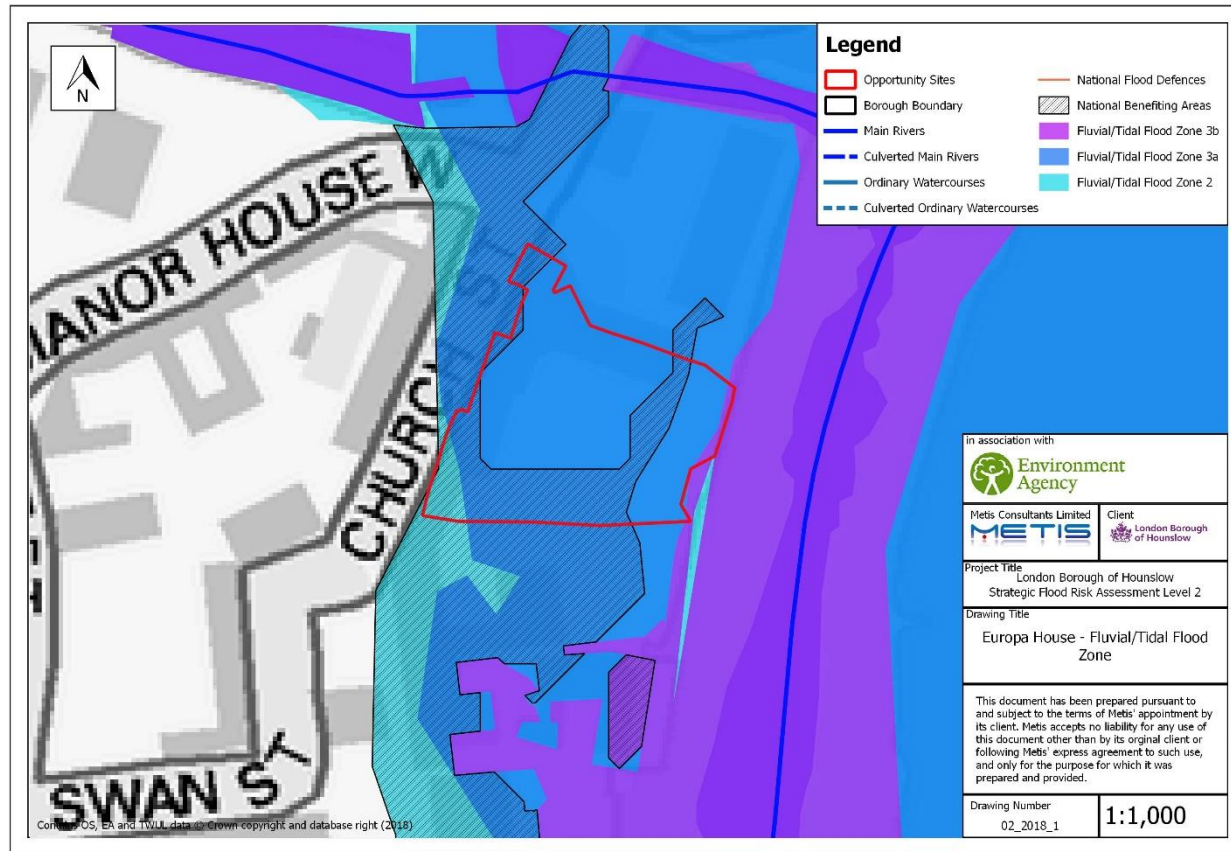 N
MANOR HOUSE
CHURCH ST
SWAN ST
Legend
Opportunity Sites
Borough Boundary
Main Rivers
Culverted Main Rivers
Ordinary Watercourses
Culverted Ordinary Watercourses
National Flood Defences
National Benefiting Areas
Fluvial/Tidal Flood Zone 3b
Fluvial/Tidal Flood Zone 3a
Fluvial/Tidal Flood Zone 2
in association with
Environment
Agency
Metis Consultants Limited
METIS
Client
London Borough
of Hounslow
Project Title
London Borough of Hounslow
Strategic Flood Risk Assessment Level 2
Drawing Title
Europa House - Fluvial/Tidal Flood
Zone
This document has been prepared pursuant to
and subject to the terms of Metis' appointment by
its client. Metis accepts no liability for any use of
this document other than by its orginal client or
following Metis' express agreement to such use,
and only for the purpose for which it was
prepared and provided.
Drawing Number
02_2018_1
1:1,000
OS, EA and TWUL data © Crown copyright and database right (2018)